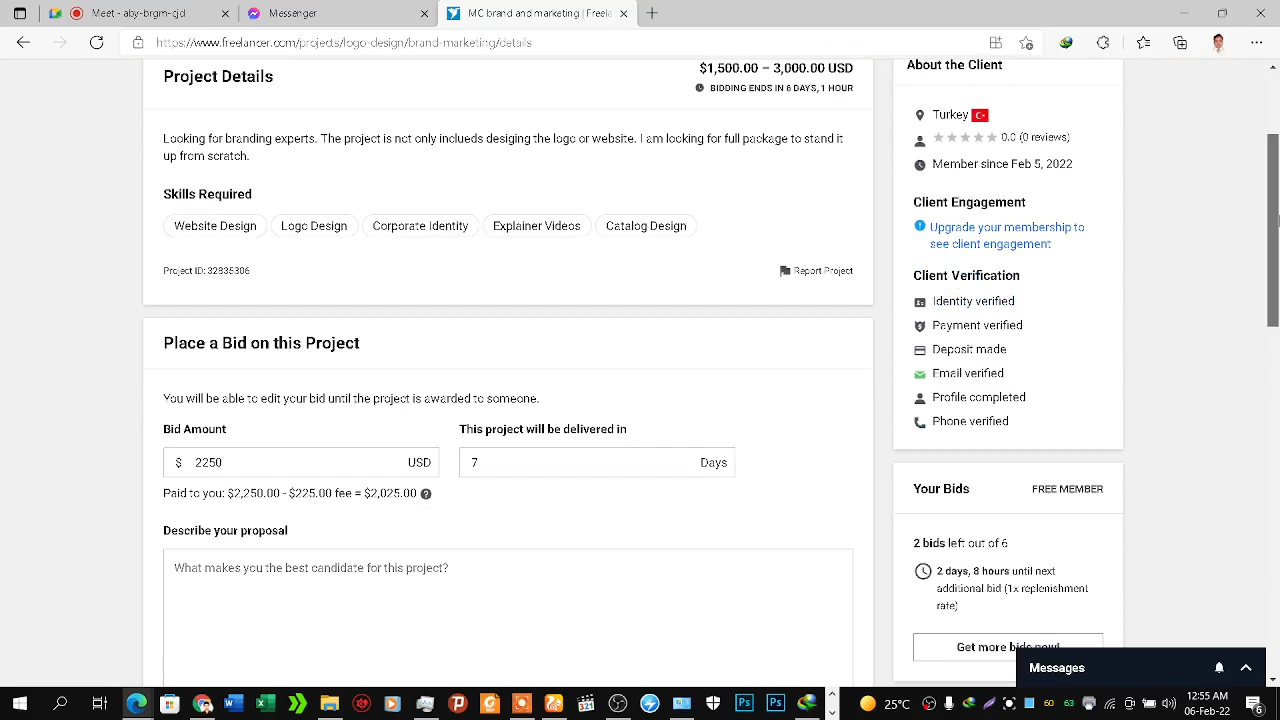 Meet - aby-brgm-
Messenger
MC brand and marketing | Freela
https://www.freelancer.com/projects/logo-design/brand-marketing/details
Project Details
$1,500.00 – 3,000.00 USD
BIDDING ENDS IN 6 DAYS, 1 HOUR
Looking for branding experts. The project is not only inclueds desiging the logo or website. I am looking for full package to stand it
up from scratch.
Skills Required
Website Design
Logo Design
Corporate Identity
Explainer Videos
Catalog Design
Project ID: 32835306
Report Project
Place a Bid on this Project
You will be able to edit your bid until the project is awarded to someone.
Bid Amount
This project will be delivered in
$ 2250 USD
7 Days
Paid to you: $2,250.00 - $225.00 fee = $2,025.00
Describe your proposal
What makes you the best candidate for this project?
About the Client
Turkey
0.0 (0 reviews)
Member since Feb 5, 2022
Client Engagement
Upgrade your membership to
see client engagement
Client Verification
Identity verified
Payment verified
Deposit made
Email verified
Profile completed
Phone verified
Your Bids
FREE MEMBER
2 bids left out of 6
2 days, 8 hours until next
additional bid (1x replenishment
rate)
Get more bids now!
Messages
25°C
60
63
12:55 AM
06-Feb-22